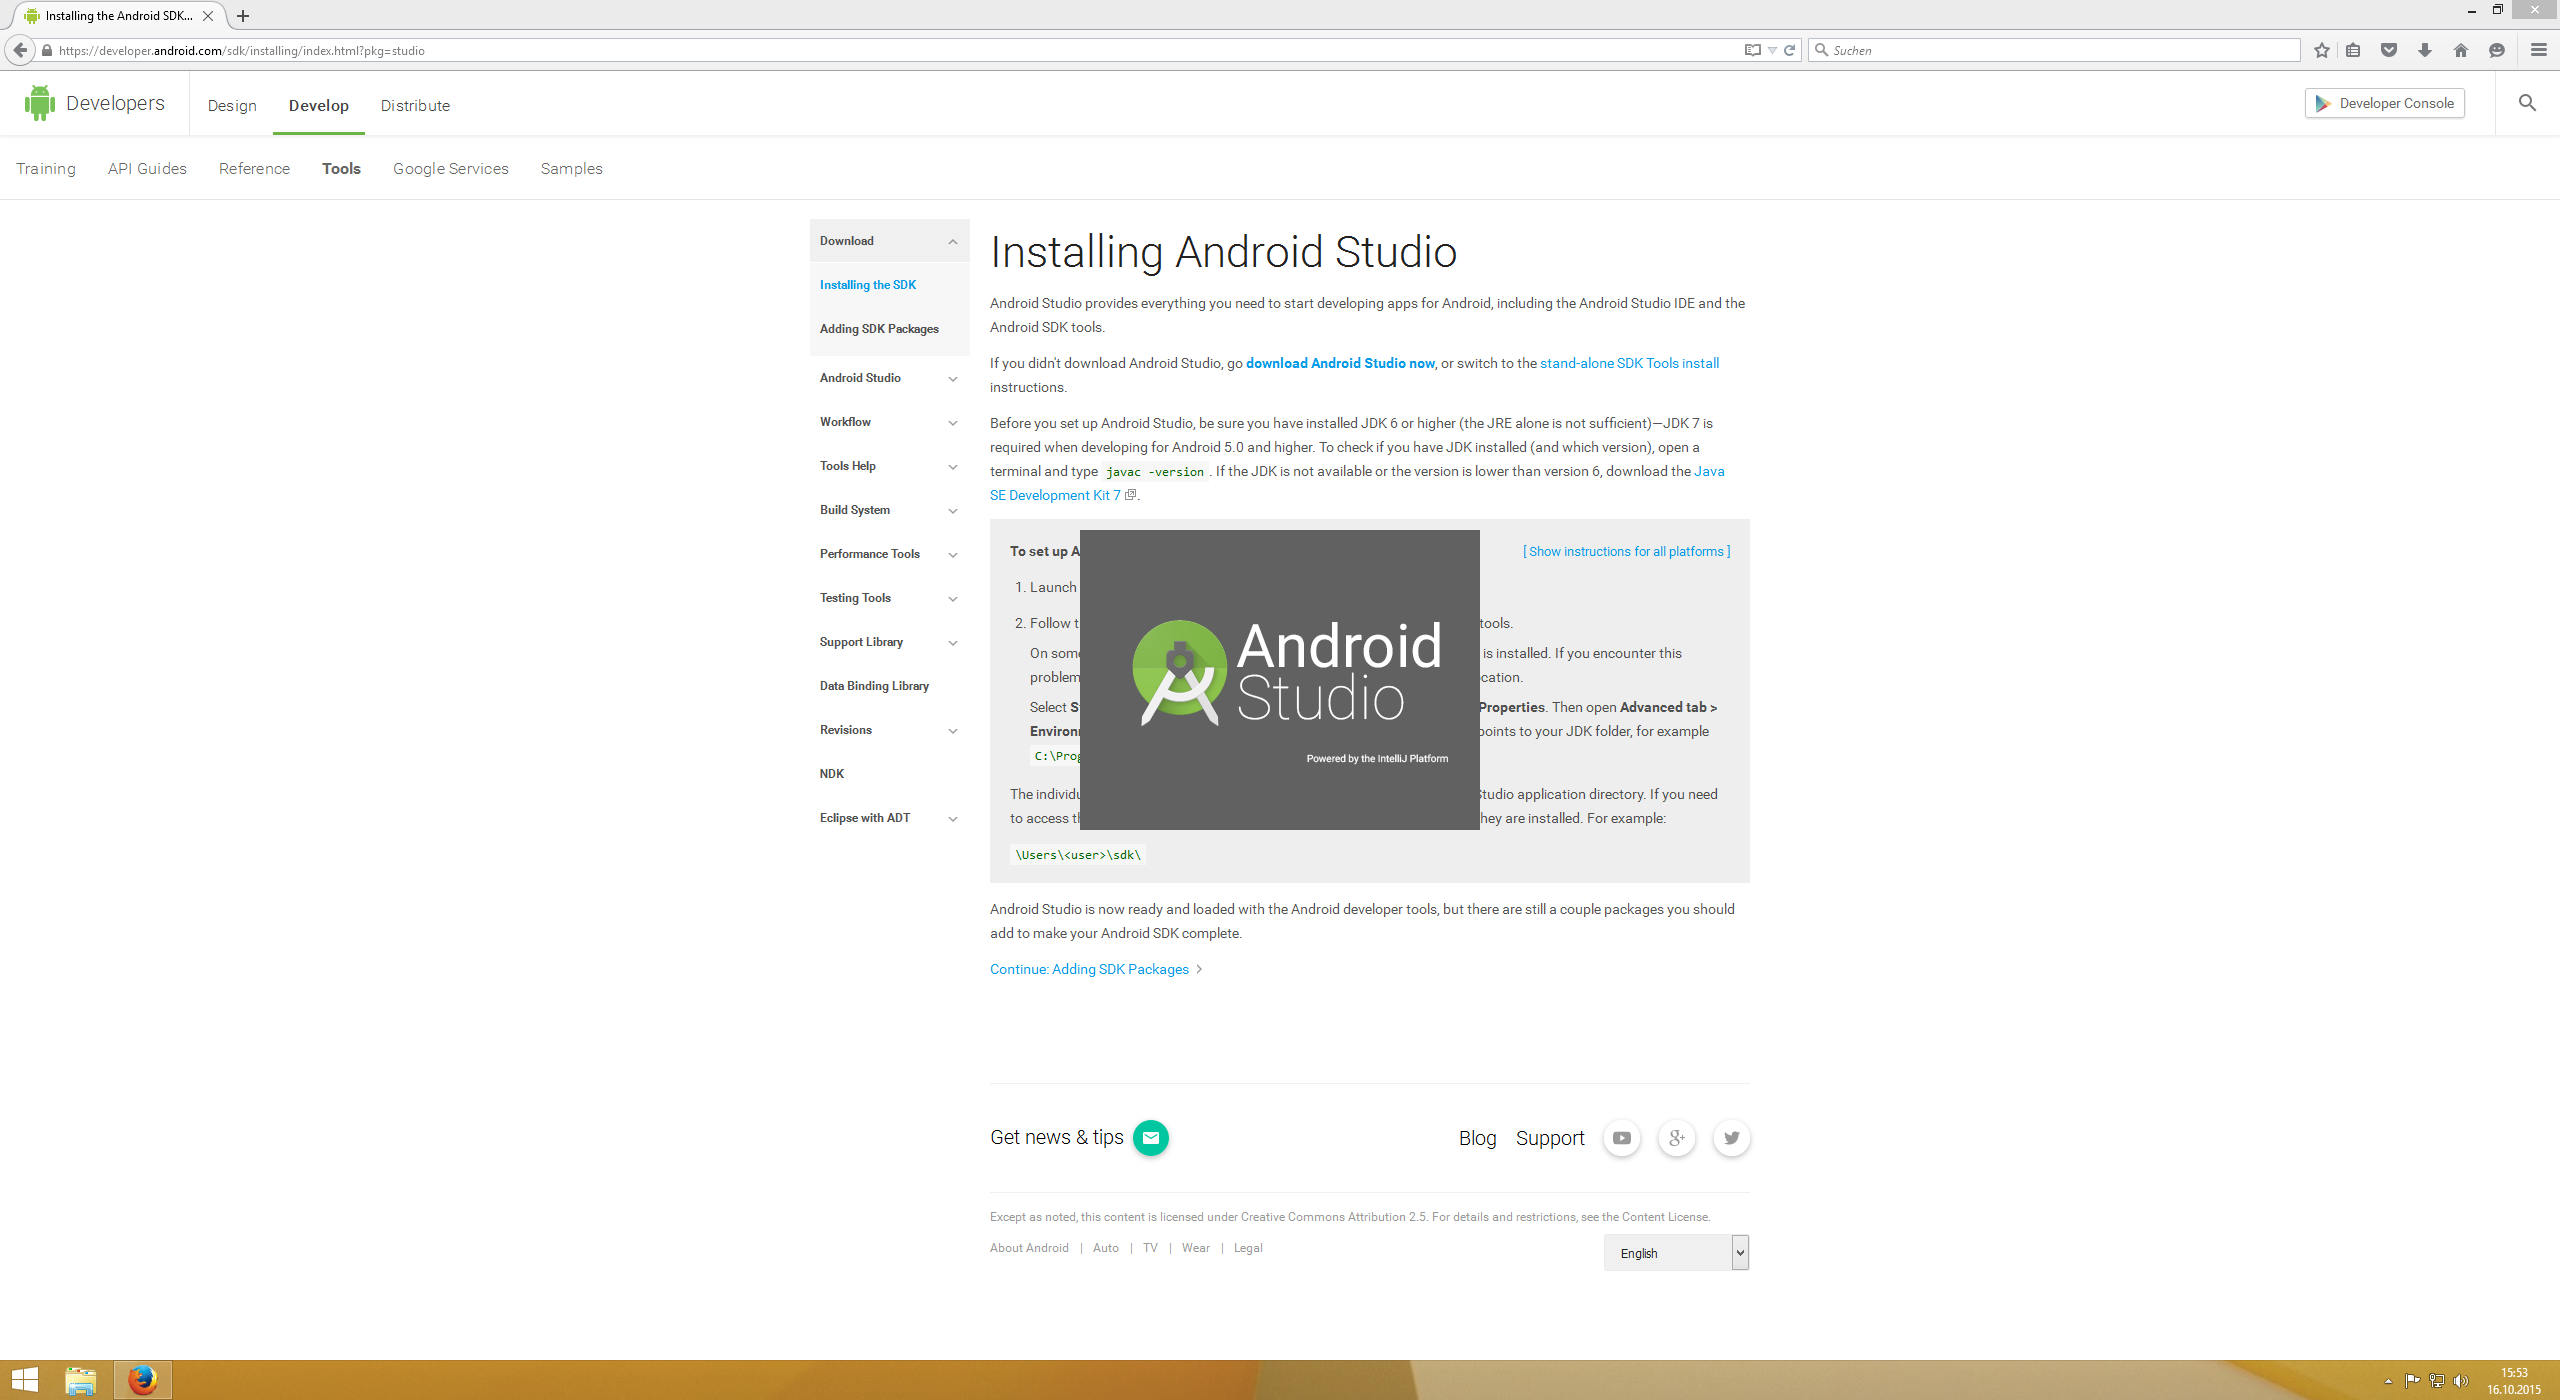 Installing the Android SDK...
https://developer.android.com/sdk/installing/index.html?pkg=studio
Suchen
Developers
Design
Develop
Distribute
Developer Console
Training
API Guides
Reference
Tools
Google Services
Samples
Download
Installing the SDK
Adding SDK Packages
Android Studio
Workflow
Tools Help
Build System
Performance Tools
Testing Tools
Support Library
Data Binding Library
Revisions
NDK
Eclipse with ADT
Installing Android Studio
Android Studio provides everything you need to start developing apps for Android, including the Android Studio IDE and the
Android SDK tools.
If you didn't download Android Studio, go download Android Studio now, or switch to the stand-alone SDK Tools install
instructions.
Before you set up Android Studio, be sure you have installed JDK 6 or higher (the JRE alone is not sufficient)—JDK 7 is
required when developing for Android 5.0 and higher. To check if you have JDK installed (and which version), open a
terminal and type javac -version. If the JDK is not available or the version is lower than version 6, download the Java
SE Development Kit 7.
To set up A
[ Show instructions for all platforms ]
1. Launch
2. Follow t
tools.
On som
is installed. If you encounter this
problem
cation.
Select S
Properties. Then open Advanced tab >
Environ
points to your JDK folder, for example
C:\Prog
The individu
Studio application directory. If you need
to access th
hey are installed. For example:
\Users\<user>\sdk\
Android
Studio
Powered by the IntelliJ Platform
Android Studio is now ready and loaded with the Android developer tools, but there are still a couple packages you should
add to make your Android SDK complete.
Continue: Adding SDK Packages
Get news & tips
Blog
Support
Except as noted, this content is licensed under Creative Commons Attribution 2.5. For details and restrictions, see the Content License.
About Android | Auto | TV | Wear | Legal
English
15:53
16.10.2015